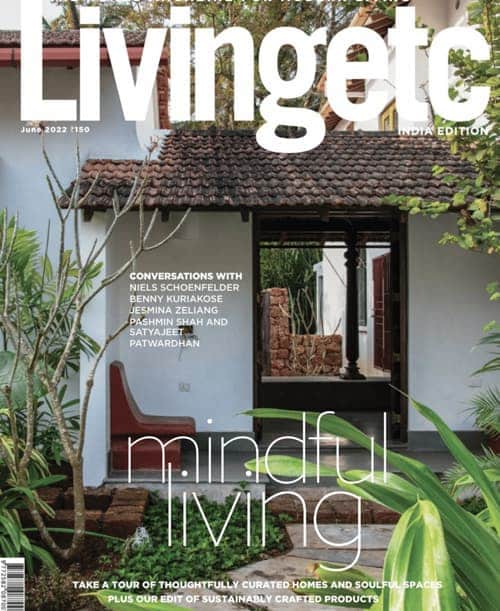 Livingetc
June 2022 ₹150
INDIA EDITION
CONVERSATIONS WITH
NIELS SCHOENFELDER
BENNY KURIAKOSE
JESMINA ZELIANG
PASHMIN SHAH AND
SATYAJEET
PATWARDHAN
mindful
living
TAKE A TOUR OF THOUGHTFULLY CURATED HOMES AND SOULFUL SPACES
PLUS OUR EDIT OF SUSTAINABLY CRAFTED PRODUCTS